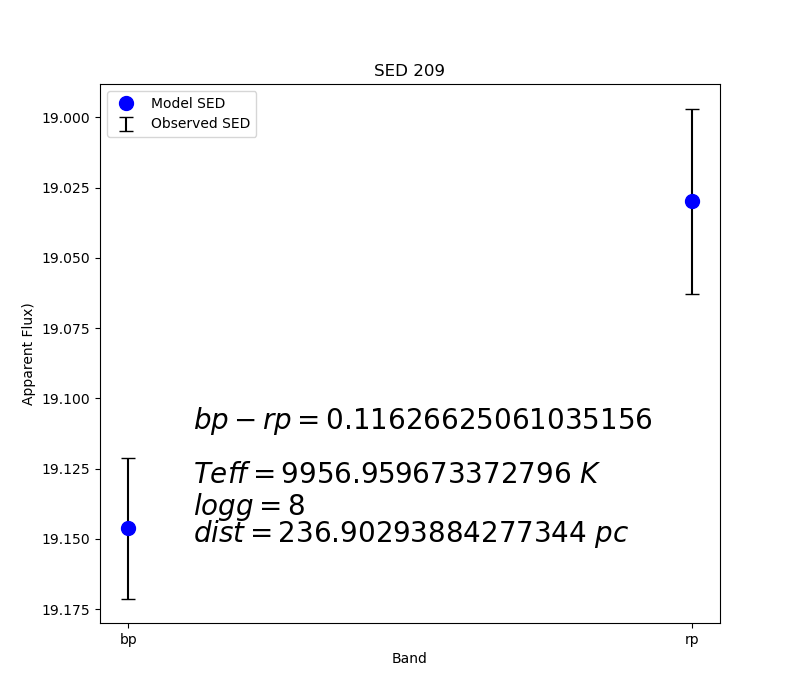 SED 209
Model SED
Observed SED
19.000
19.025
19.050
19.075
19.100
19.125
19.150
19.175
Apparent Flux)
bp − rp = 0.11626625061035156
Teff = 9956.959673372796 K
logg = 8
dist = 236.90293884277344 pc
bp
rp
Band